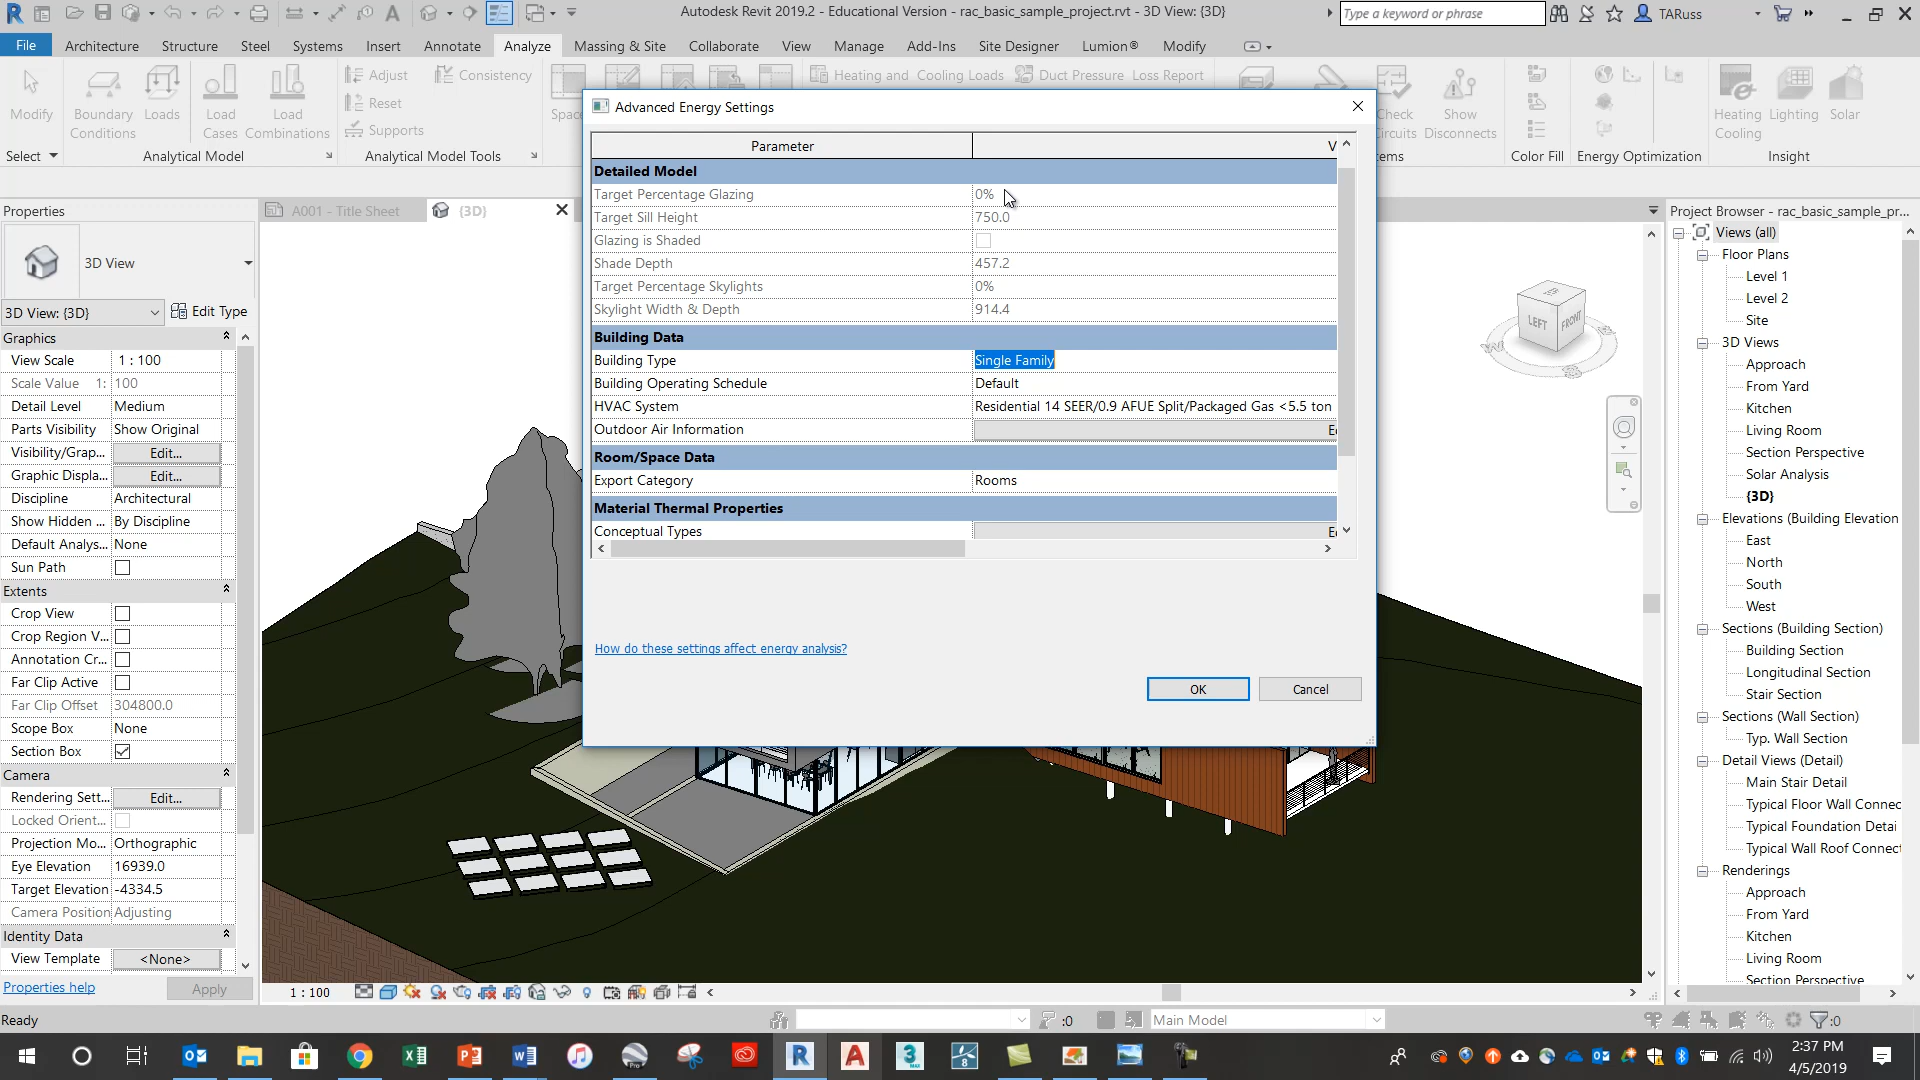 Autodesk Revit 2019.2 - Educational Version - rac_basic_sample_project.rvt - 3D View: {3D}
Type a keyword or phrase
TARuss
File Architecture Structure Steel Systems Insert Annotate Analyze Massing & Site Collaborate View Manage Add-Ins Site Designer Lumion® Modify
Modify
Boundary Conditions
Loads
Load Cases
Load Combinations
Adjust
Reset
Supports
Consistency
Heating and Cooling Loads
Duct Pressure Loss Report
Show Disconnects
Heating Cooling
Lighting
Solar
Select
Analytical Model
Analytical Model Tools
Color Fill
Energy Optimization
Insight
Properties
3D View
3D View: {3D}
Edit Type
Graphics
View Scale 1 : 100
Scale Value 1: 100
Detail Level Medium
Parts Visibility Show Original
Visibility/Grap... Edit...
Graphic Displa... Edit...
Discipline Architectural
Show Hidden ... By Discipline
Default Analys... None
Sun Path
Extents
Crop View
Crop Region V...
Annotation Cr...
Far Clip Active
Far Clip Offset 304800.0
Scope Box None
Section Box
Camera
Rendering Sett... Edit...
Locked Orient...
Projection Mo... Orthographic
Eye Elevation 16939.0
Target Elevation -4334.5
Camera Position Adjusting
Identity Data
View Template <None>
Properties help
Apply
A001 - Title Sheet
{3D}
Advanced Energy Settings
Parameter V
Detailed Model
Target Percentage Glazing 0%
Target Sill Height 750.0
Glazing is Shaded
Shade Depth 457.2
Target Percentage Skylights 0%
Skylight Width & Depth 914.4
Building Data
Building Type Single Family
Building Operating Schedule Default
HVAC System Residential 14 SEER/0.9 AFUE Split/Packaged Gas <5.5 ton
Outdoor Air Information
Room/Space Data
Export Category Rooms
Material Thermal Properties
Conceptual Types
How do these settings affect energy analysis?
OK
Cancel
LEFT
FRONT
Project Browser - rac_basic_sample_pr...
Views (all)
Floor Plans
Level 1
Level 2
Site
3D Views
Approach
From Yard
Kitchen
Living Room
Section Perspective
Solar Analysis
{3D}
Elevations (Building Elevation
East
North
South
West
Sections (Building Section)
Building Section
Longitudinal Section
Stair Section
Sections (Wall Section)
Typ. Wall Section
Detail Views (Detail)
Main Stair Detail
Typical Floor Wall Connec
Typical Foundation Detai
Typical Wall Roof Connect
Renderings
Approach
From Yard
Kitchen
Living Room
Section Perspective
1 : 100
Ready
:0
Main Model
:0
2:37 PM
4/5/2019